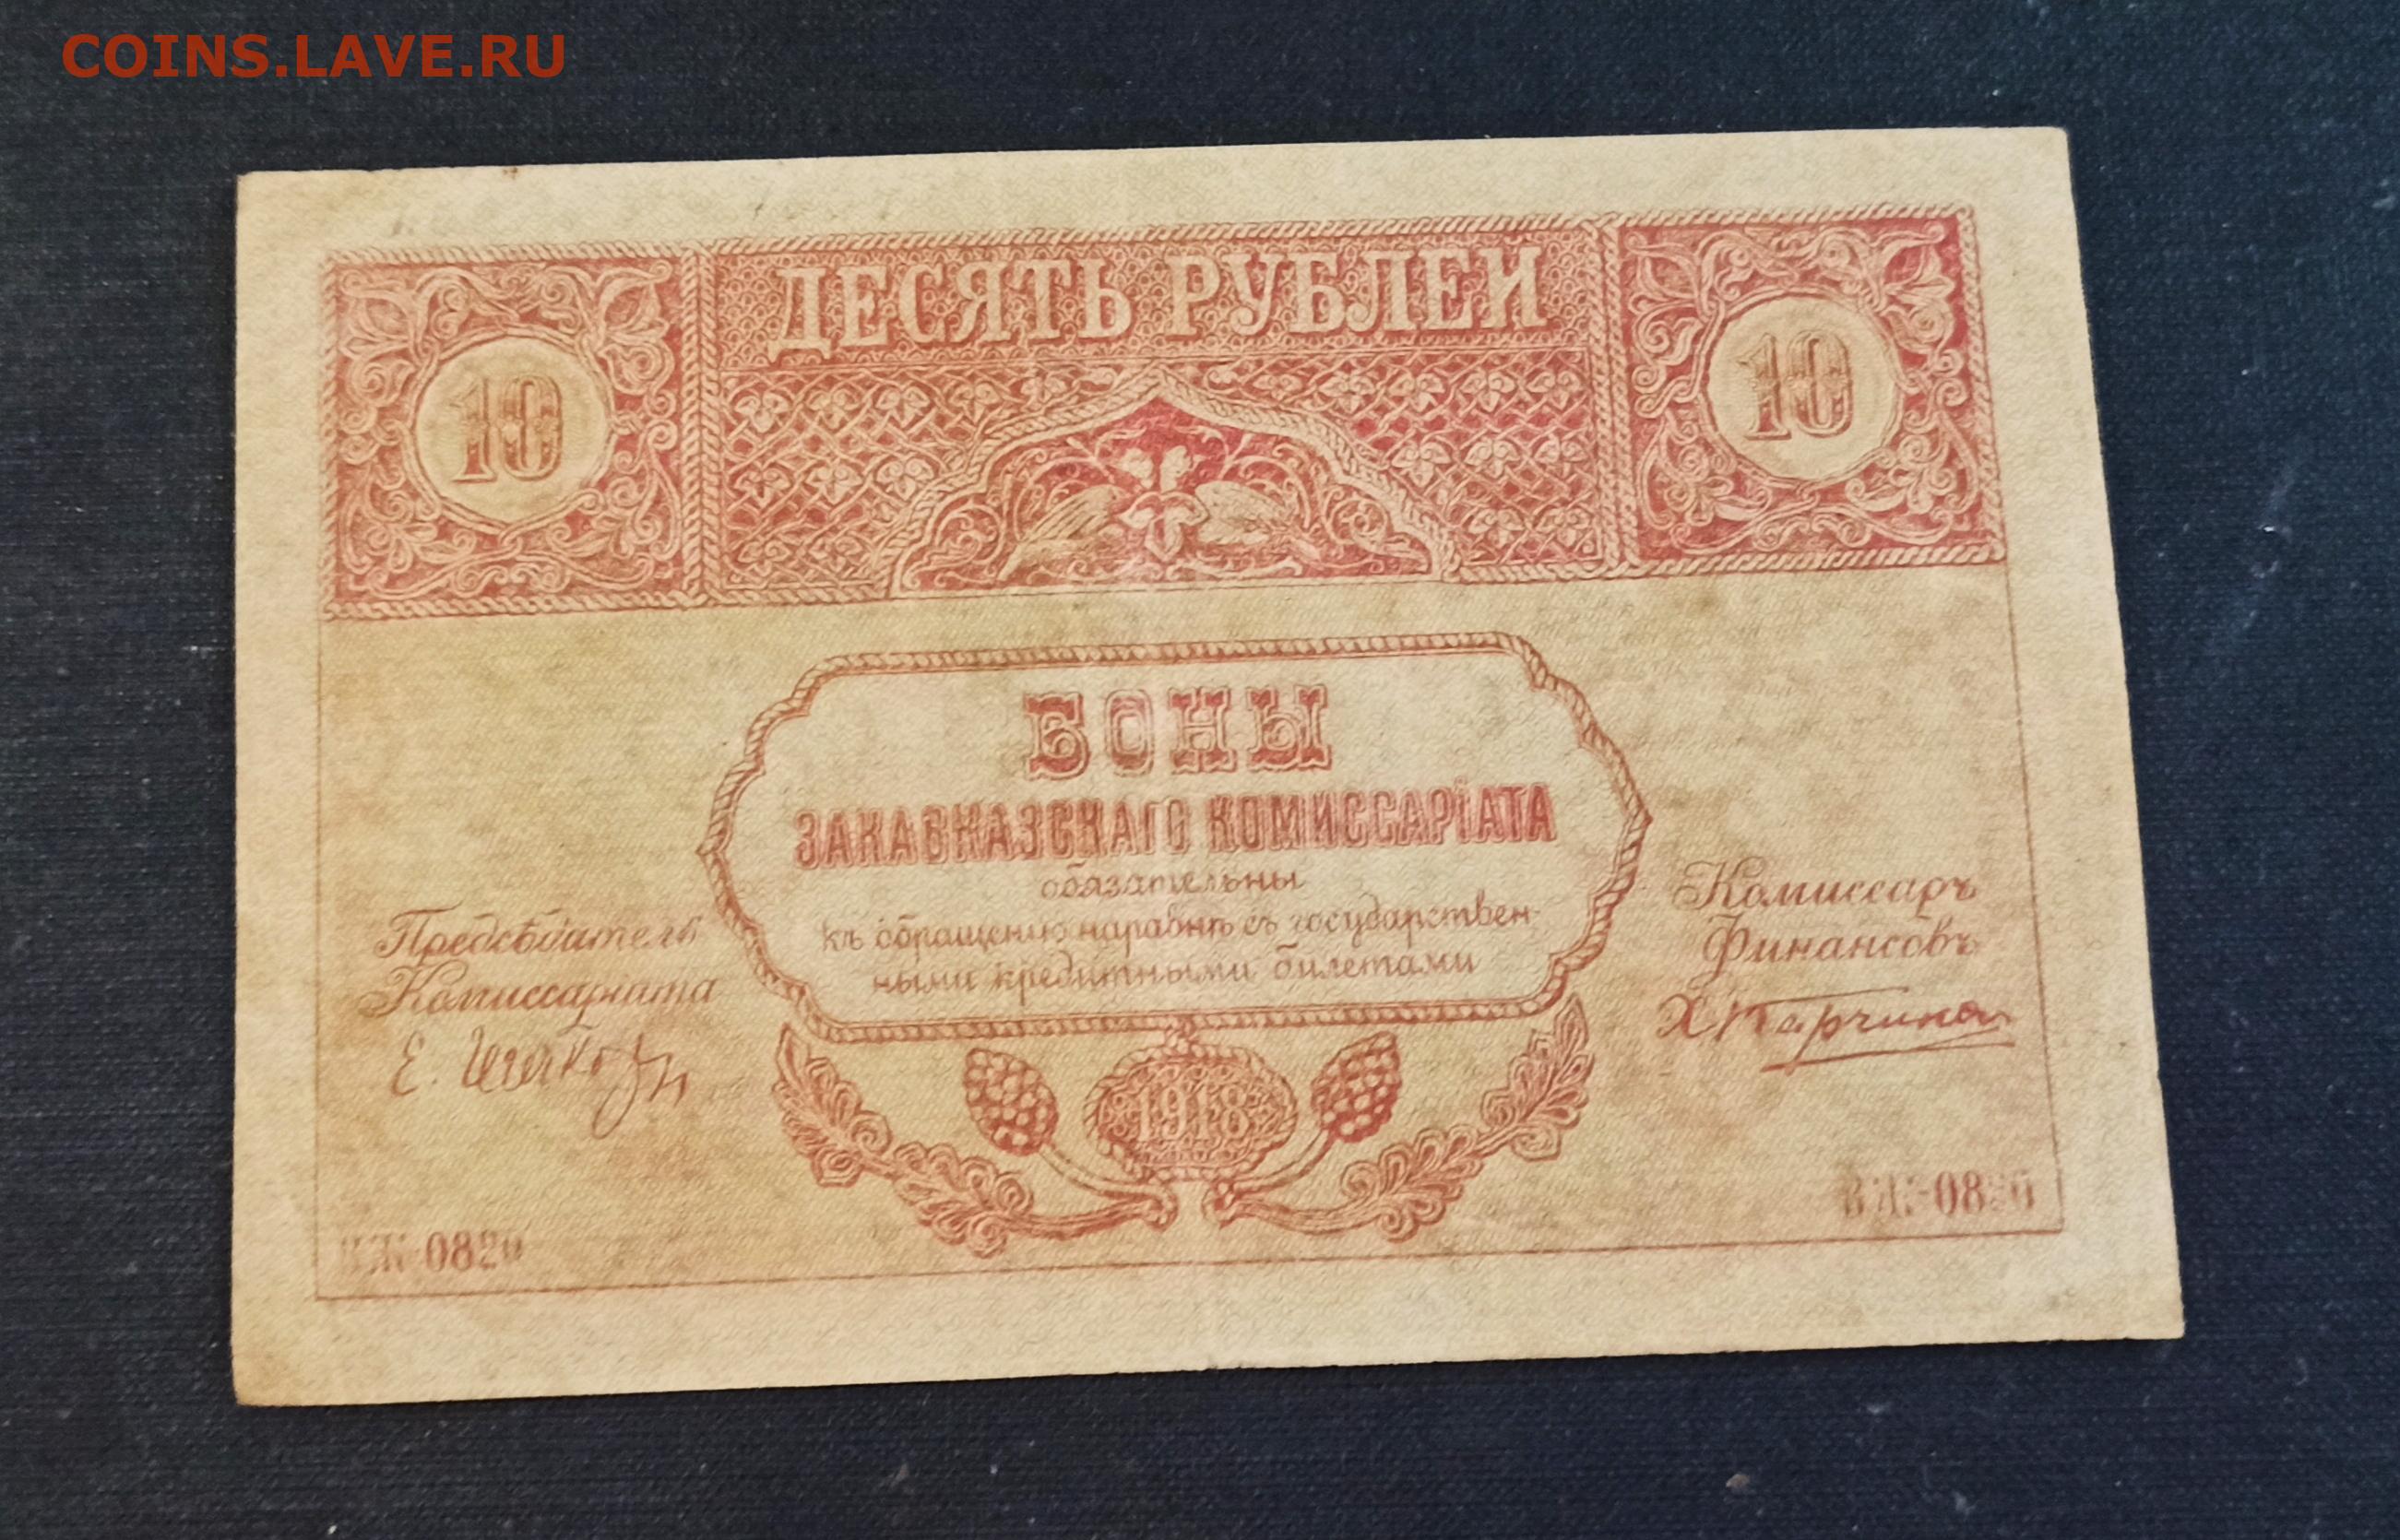 COINS.LAVE.RU
ДЕСЯТЬ РУБЛЕЙ
10
10
БОНЫ
ЗАКАВКАЗСКАГО КОМИССАРІАТА
обязательны
къ обращенію наравнѣ съ государствен-
ными кредитными билетами
Предсѣдатель
Комиссаріата
Комиссаръ
Финансовъ
Е.
1918